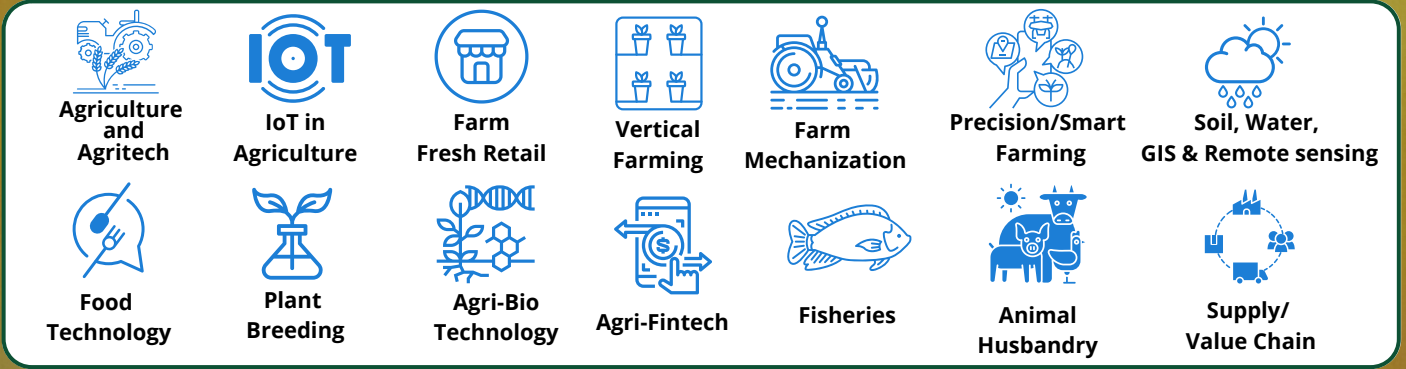 Agriculture
and
Agritech
IOT
IoT in
Agriculture
Farm
Fresh Retail
Vertical
Farming
Farm
Mechanization
Precision/Smart
Farming
Soil, Water,
GIS & Remote sensing
Food
Technology
Plant
Breeding
Agri-Bio
Technology
$
Agri-Fintech
Fisheries
Animal
Husbandry
Supply/
Value Chain